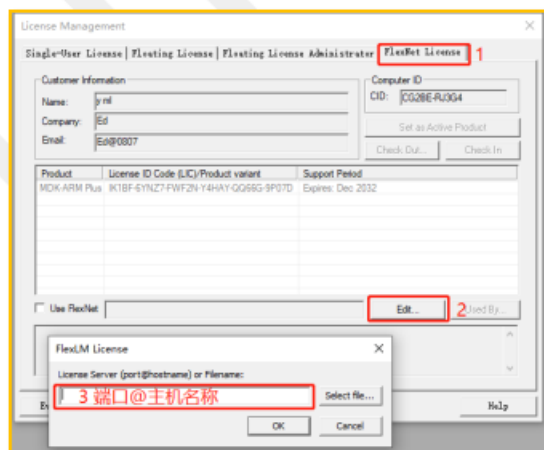 License Management
Single-User License | Floating License | Floating License Administrator | FlexNet License 1
Customer Information
Computer ID
Name: y ml
CID: CG2BE-RJ3G4
Company: Ed
Set as Active Product
Email: Ed@0807
Check Out... Check In
Product License ID Code (LIC)/Product variant Support Period
MDK-ARM Plus IK1BF-6YNZ7-FWF2N-Y4HAY-QQ66G-9P07D Expires: Dec 2032
Use FlexNet Edit... 2 Used By...
FlexLM License
License Server (port@hostname) or Filename:
3 端口@主机名称 Select file...
Help
OK Cancel